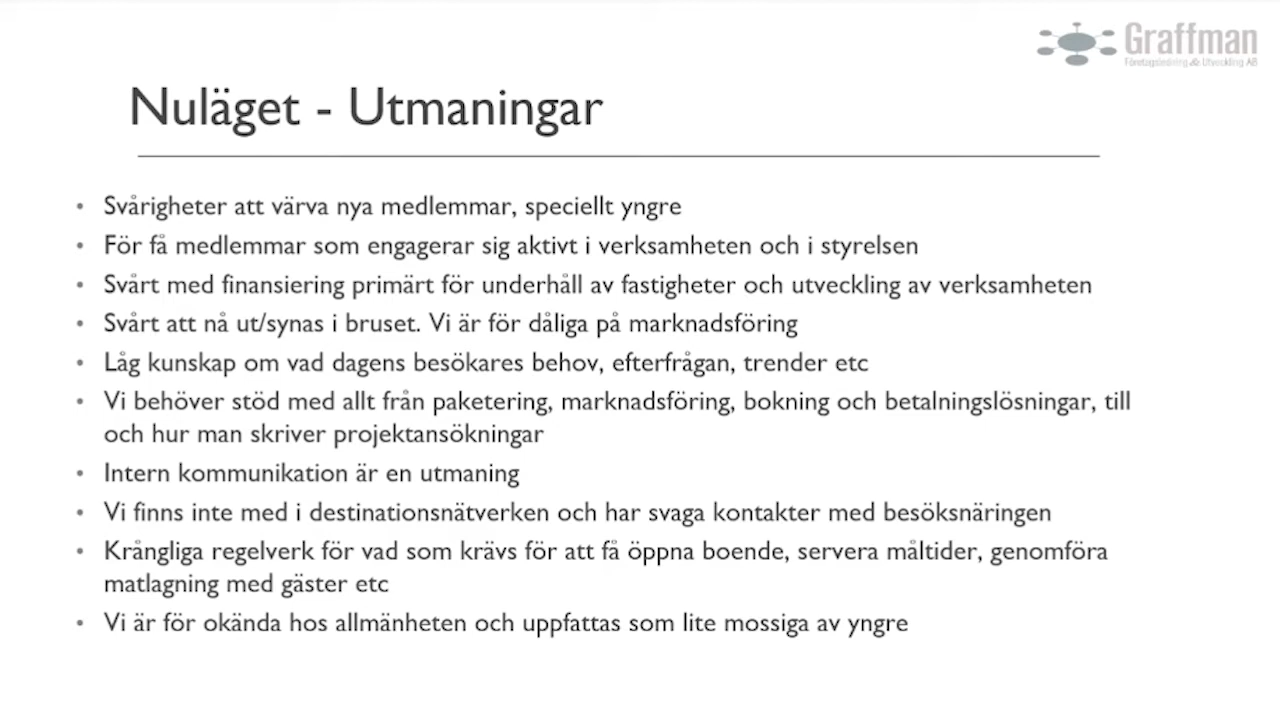 Graffman
Företagsledning & Utveckling AB
Nuläget - Utmaningar
• Svårigheter att värva nya medlemmar, speciellt yngre
• För få medlemmar som engagerar sig aktivt i verksamheten och i styrelsen
• Svårt med finansiering primärt för underhåll av fastigheter och utveckling av verksamheten
• Svårt att nå ut/synas i bruset. Vi är för dåliga på marknadsföring
• Låg kunskap om vad dagens besökares behov, efterfrågan, trender etc
• Vi behöver stöd med allt från paketering, marknadsföring, bokning och betalningslösningar, till
och hur man skriver projektansökningar
• Intern kommunikation är en utmaning
• Vi finns inte med i destinationsnätverken och har svaga kontakter med besöksnäringen
• Krångliga regelverk för vad som krävs för att få öppna boende, servera måltider, genomföra
matlagning med gäster etc
• Vi är för okända hos allmänheten och uppfattas som lite mossiga av yngre